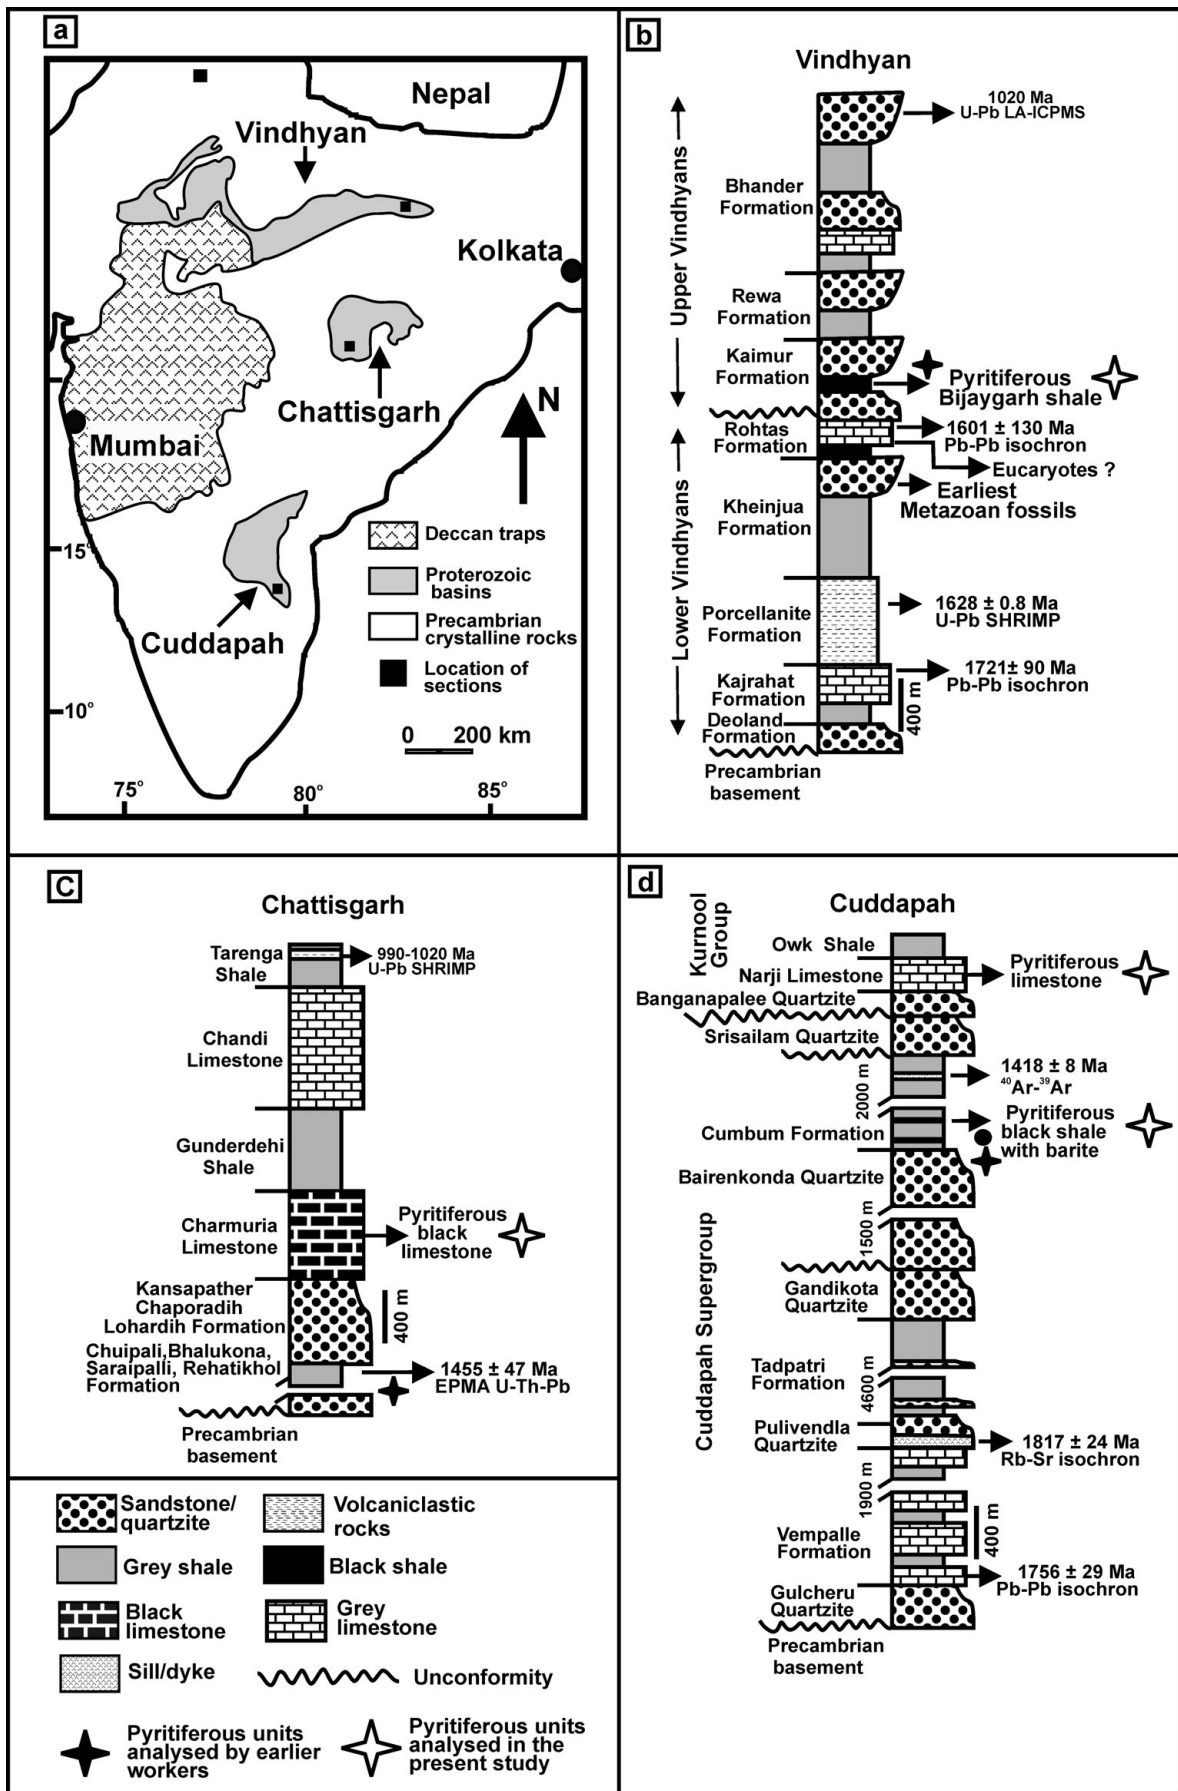 a
Nepal
Vindhyan
Kolkata
Chattisgarh
N
Mumbai
Cuddapah
Deccan traps
Proterozoic
basins
Precambrian
crystalline rocks
Location of
sections
0 200 km
15°
10°
75° 80° 85°
b
Vindhyan
Upper Vindhyans
Lower Vindhyans
1020 Ma
U-Pb LA-ICPMS
Bhander
Formation
Rewa
Formation
Kaimur
Formation
Pyritiferous
Bijaygarh shale
Rohtas
Formation
1601 ± 130 Ma
Pb-Pb isochron
Eucaryotes ?
Earliest
Metazoan fossils
Kheinjua
Formation
Porcellanite
Formation
1628 ± 0.8 Ma
U-Pb SHRIMP
Kajrahat
Formation
1721± 90 Ma
Pb-Pb isochron
400 m
Deoland
Formation
Precambrian
basement
C
Chattisgarh
Tarenga
Shale
990-1020 Ma
U-Pb SHRIMP
Chandi
Limestone
Gunderdehi
Shale
Charmuria
Limestone
Pyritiferous
black
limestone
Kansapather
Chaporadih
Lohardih Formation
400 m
Chuipali,Bhalukona,
Saraipalli, Rehatikhol
Formation
1455 ± 47 Ma
EPMA U-Th-Pb
Precambrian
basement
d
Cuddapah
Kurnool
Group
Cuddapah Supergroup
Owk Shale
Narji Limestone
Pyritiferous
limestone
Banganapalee Quartzite
Srisailam Quartzite
1418 ± 8 Ma
40Ar-39Ar
2000 m
Cumbum Formation
Pyritiferous
black shale
with barite
Bairenkonda Quartzite
1500 m
Gandikota
Quartzite
Tadpatri
Formation
4600 m
Pulivendla
Quartzite
1817 ± 24 Ma
Rb-Sr isochron
1900 m
Vempalle
Formation
400 m
1756 ± 29 Ma
Pb-Pb isochron
Gulcheru
Quartzite
Precambrian
basement
Sandstone/
quartzite
Volcaniclastic
rocks
Grey shale
Black shale
Black
limestone
Grey
limestone
Sill/dyke
Unconformity
Pyritiferous units
analysed by earlier
workers
Pyritiferous units
analysed in the
present study